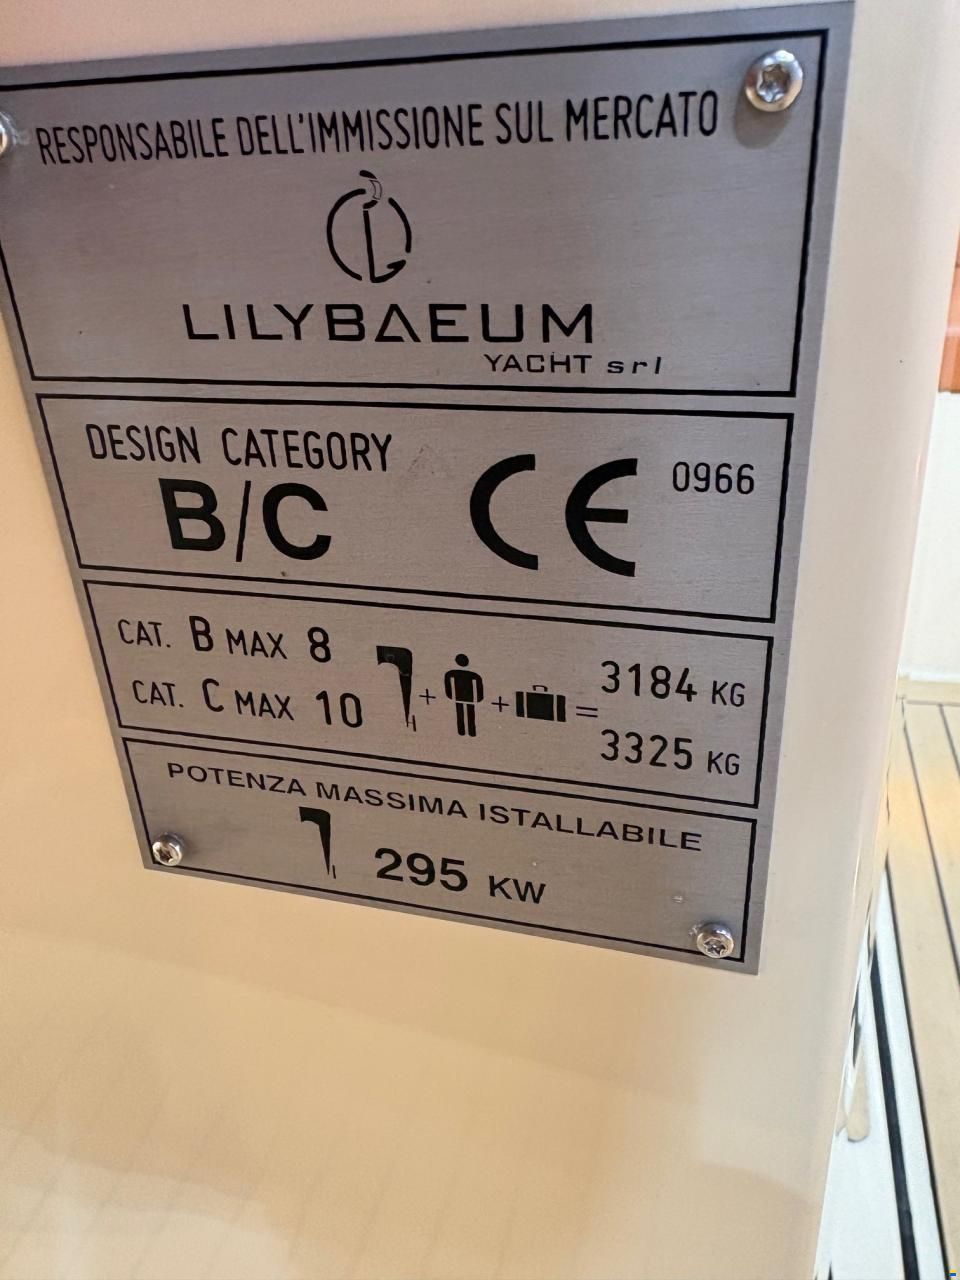 RESPONSABILE DELL'IMMISSIONE SUL MERCATO
LILYBAEUM
YACHT srl
DESIGN CATEGORY
B/C
CE 0966
CAT. B MAX 8
CAT. C MAX 10
+ + =
3184 KG
3325 KG
POTENZA MASSIMA ISTALLABILE
295 KW